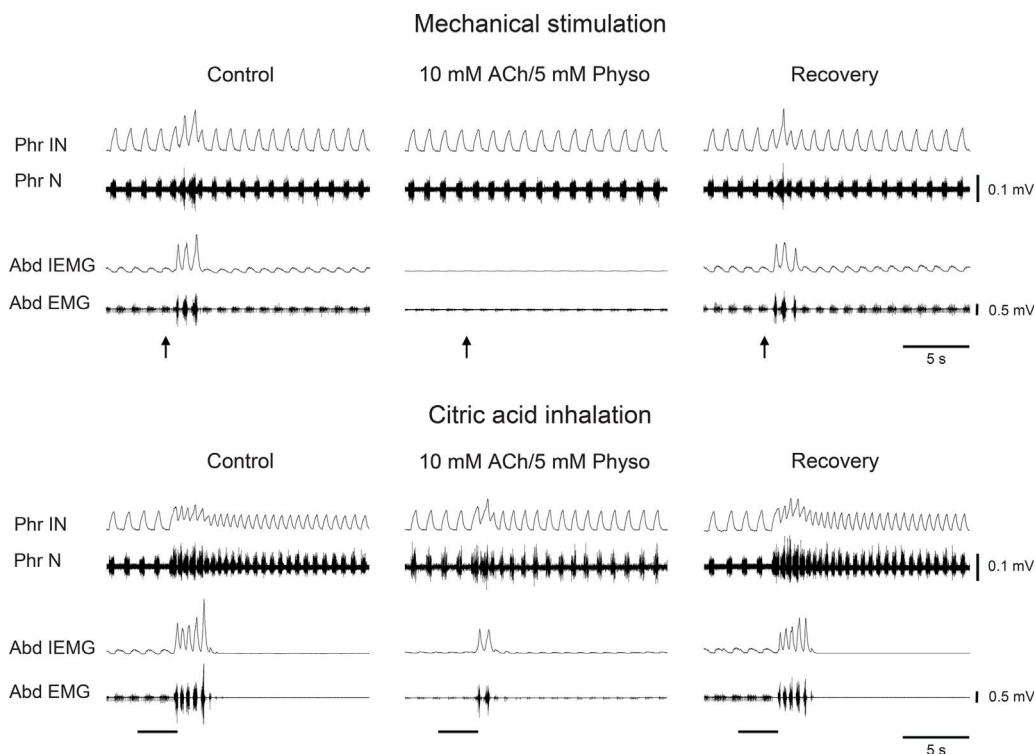 Mechanical stimulation
Control
10 mM ACh/5 mM Physo
Recovery
Phr IN
Phr N
0.1 mV
Abd IEMG
Abd EMG
0.5 mV
5 s
Citric acid inhalation
Control
10 mM ACh/5 mM Physo
Recovery
Phr IN
Phr N
0.1 mV
Abd IEMG
Abd EMG
0.5 mV
5 s